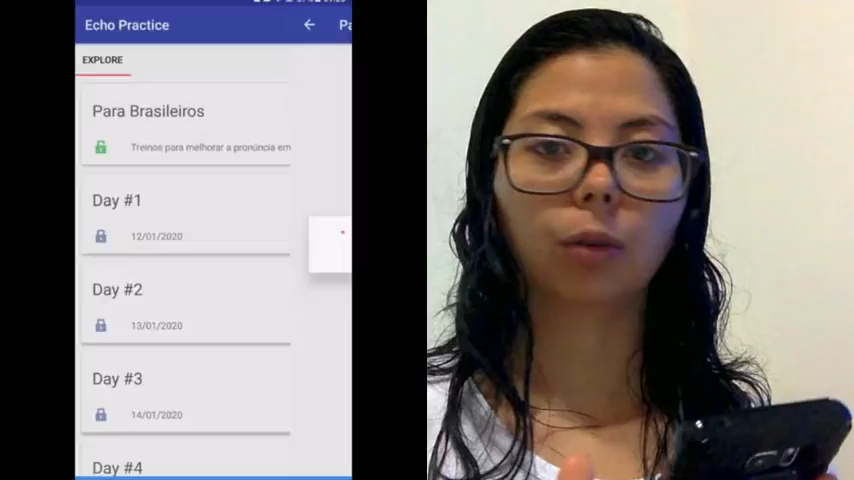 Echo Practice
EXPLORE
Para Brasileiros
Treinos para melhorar a pronúncia em
Day #1
12/01/2020
Day #2
13/01/2020
Day #3
14/01/2020
Day #4